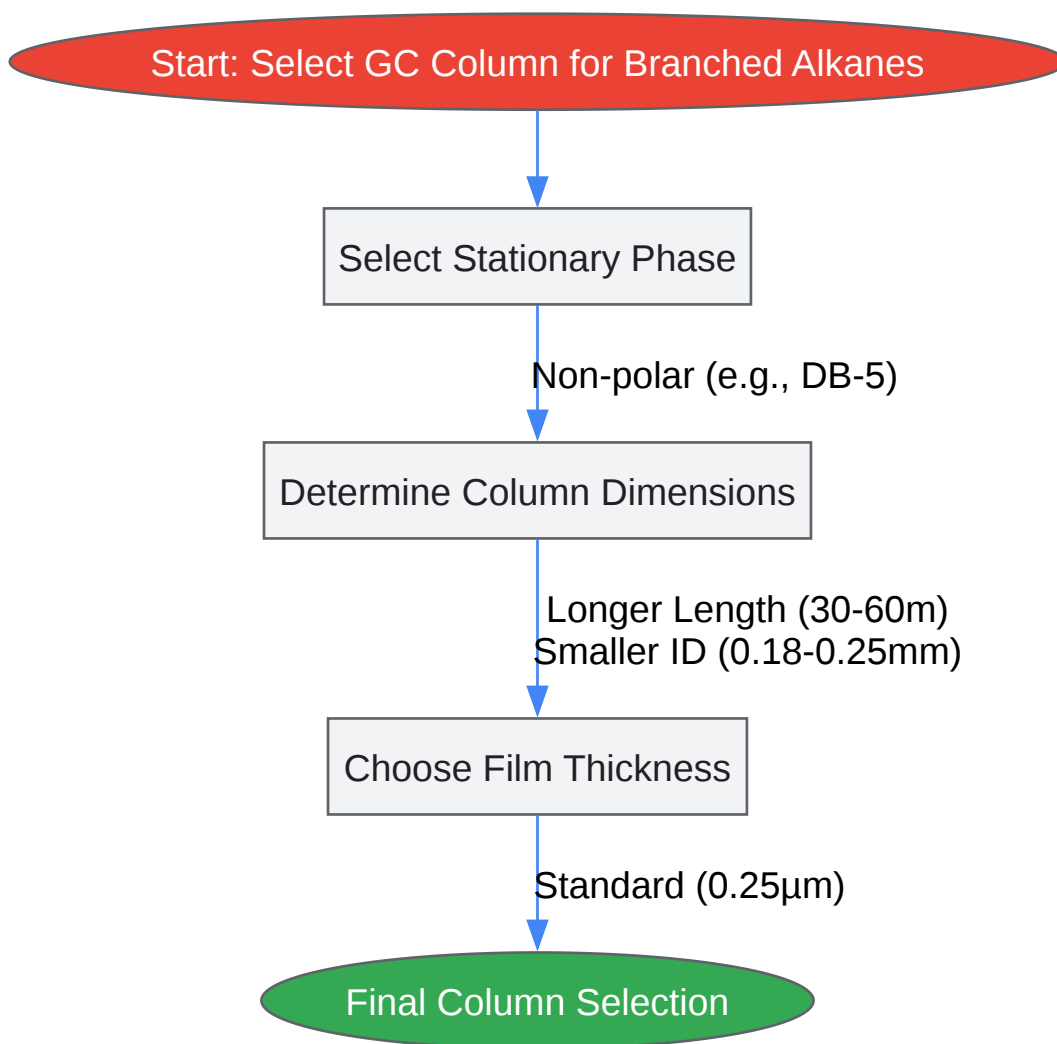 Start: Select GC Column for Branched Alkanes
Select Stationary Phase
Non-polar (e.g., DB-5)
Determine Column Dimensions
Longer Length (30-60m)
Smaller ID (0.18-0.25mm)
Choose Film Thickness
Standard (0.25µm)
Final Column Selection